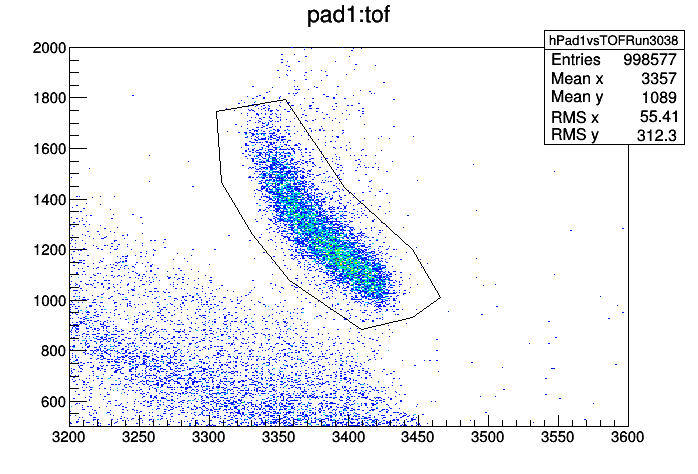 pad1:tof
hPad1vsTOFRun3038
Entries 998577
Mean x 3357
Mean y 1089
RMS x 55.41
RMS y 312.3
2000
1800
1600
1400
1200
1000
800
600
3200 3250 3300 3350 3400 3450 3500 3550 3600